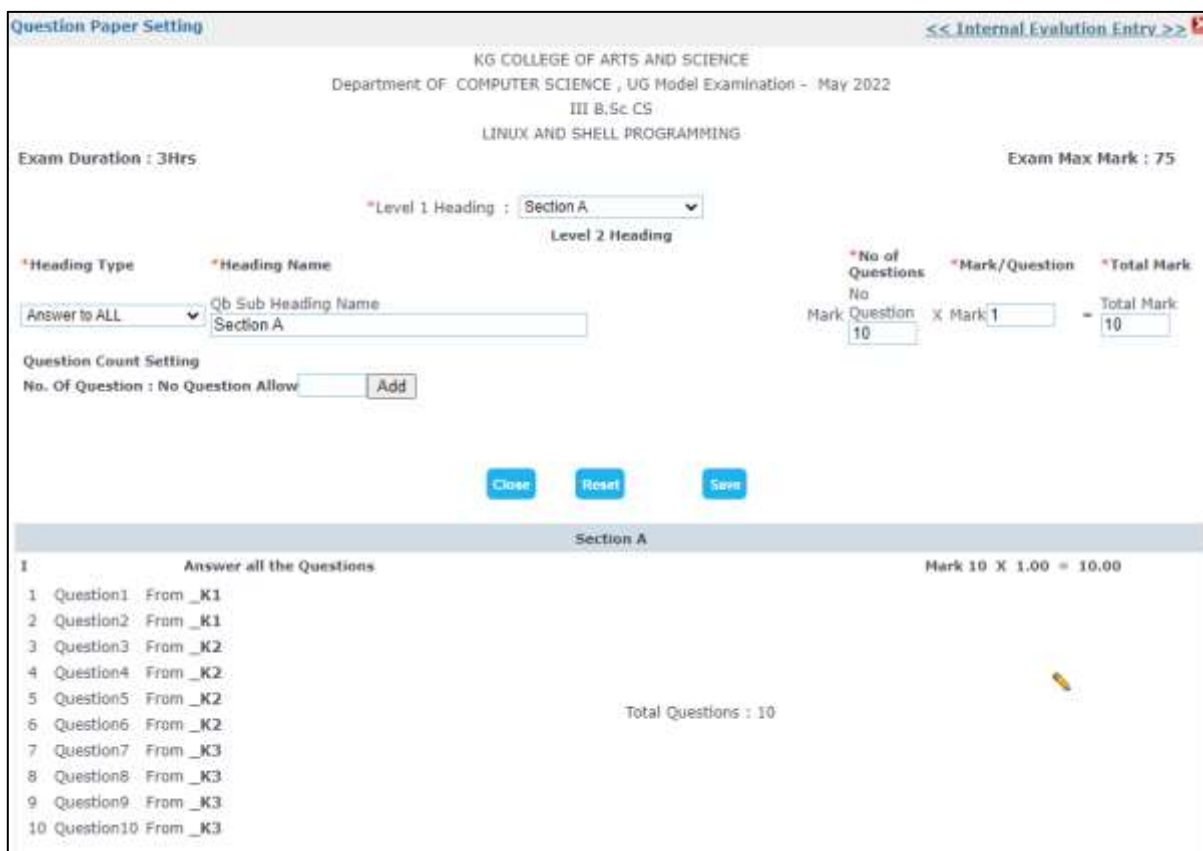 Question Paper Setting << Internal Evalution Entry >>
KG COLLEGE OF ARTS AND SCIENCE
Department OF COMPUTER SCIENCE , UG Model Examination - May 2022
III B.Sc CS
LINUX AND SHELL PROGRAMMING
Exam Duration : 3Hrs Exam Max Mark : 75
*Level 1 Heading : Section A
Level 2 Heading
*Heading Type *Heading Name *No of Questions *Mark/Question *Total Mark
Answer to ALL Qb Sub Heading Name Section A Mark No Question 10 X Mark 1 = Total Mark 10
Question Count Setting
No. Of Question : No Question Allow Add
Close Reset Save
Section A
I Answer all the Questions Mark 10 X 1.00 = 10.00
1 Question1 From _K1
2 Question2 From _K1
3 Question3 From _K2
4 Question4 From _K2
5 Question5 From _K2
Total Questions : 10
6 Question6 From _K2
7 Question7 From _K3
8 Question8 From _K3
9 Question9 From _K3
10 Question10 From _K3